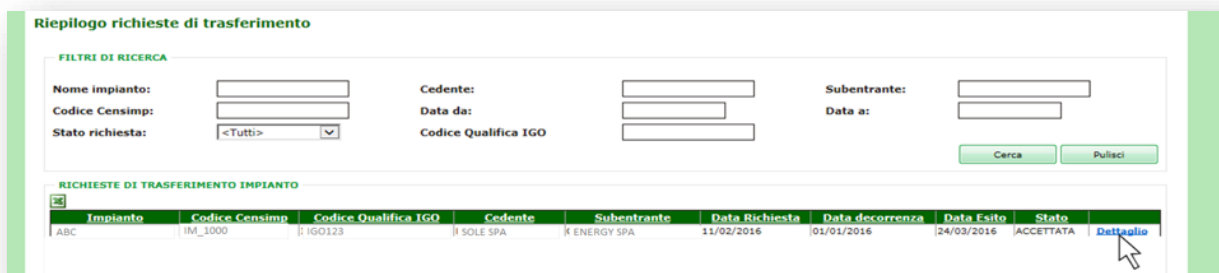 Riepilogo richieste di trasferimento
FILTRI DI RICERCA
Nome impianto: Cedente: Subentrante:
Codice Censimp: Data da: Data a:
Stato richiesta: <Tutti> Codice Qualifica IGO
Cerca Pulisci
RICHIESTE DI TRASFERIMENTO IMPIANTO
Impianto Codice Censimp Codice Qualifica IGO Cedente Subentrante Data Richiesta Data decorrenza Data Esito Stato
ABC IM_1000 IGO123 SOLE SPA ENERGY SPA 11/02/2016 01/01/2016 24/03/2016 ACCETTATA Dettaglio